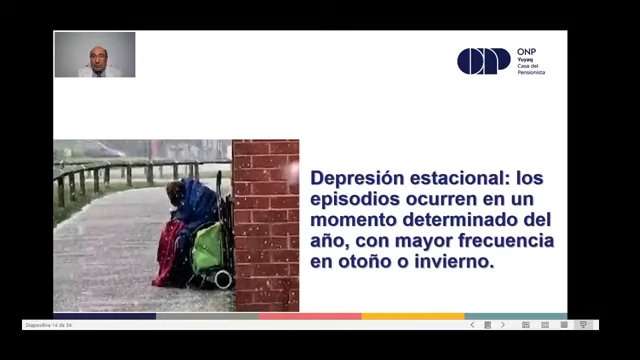 ONP
Yuyaq
Casa del
Pensionista
Depresión estacional: los
episodios ocurren en un
momento determinado del
año, con mayor frecuencia
en otoño o invierno.
Diapositiva 14 de 34